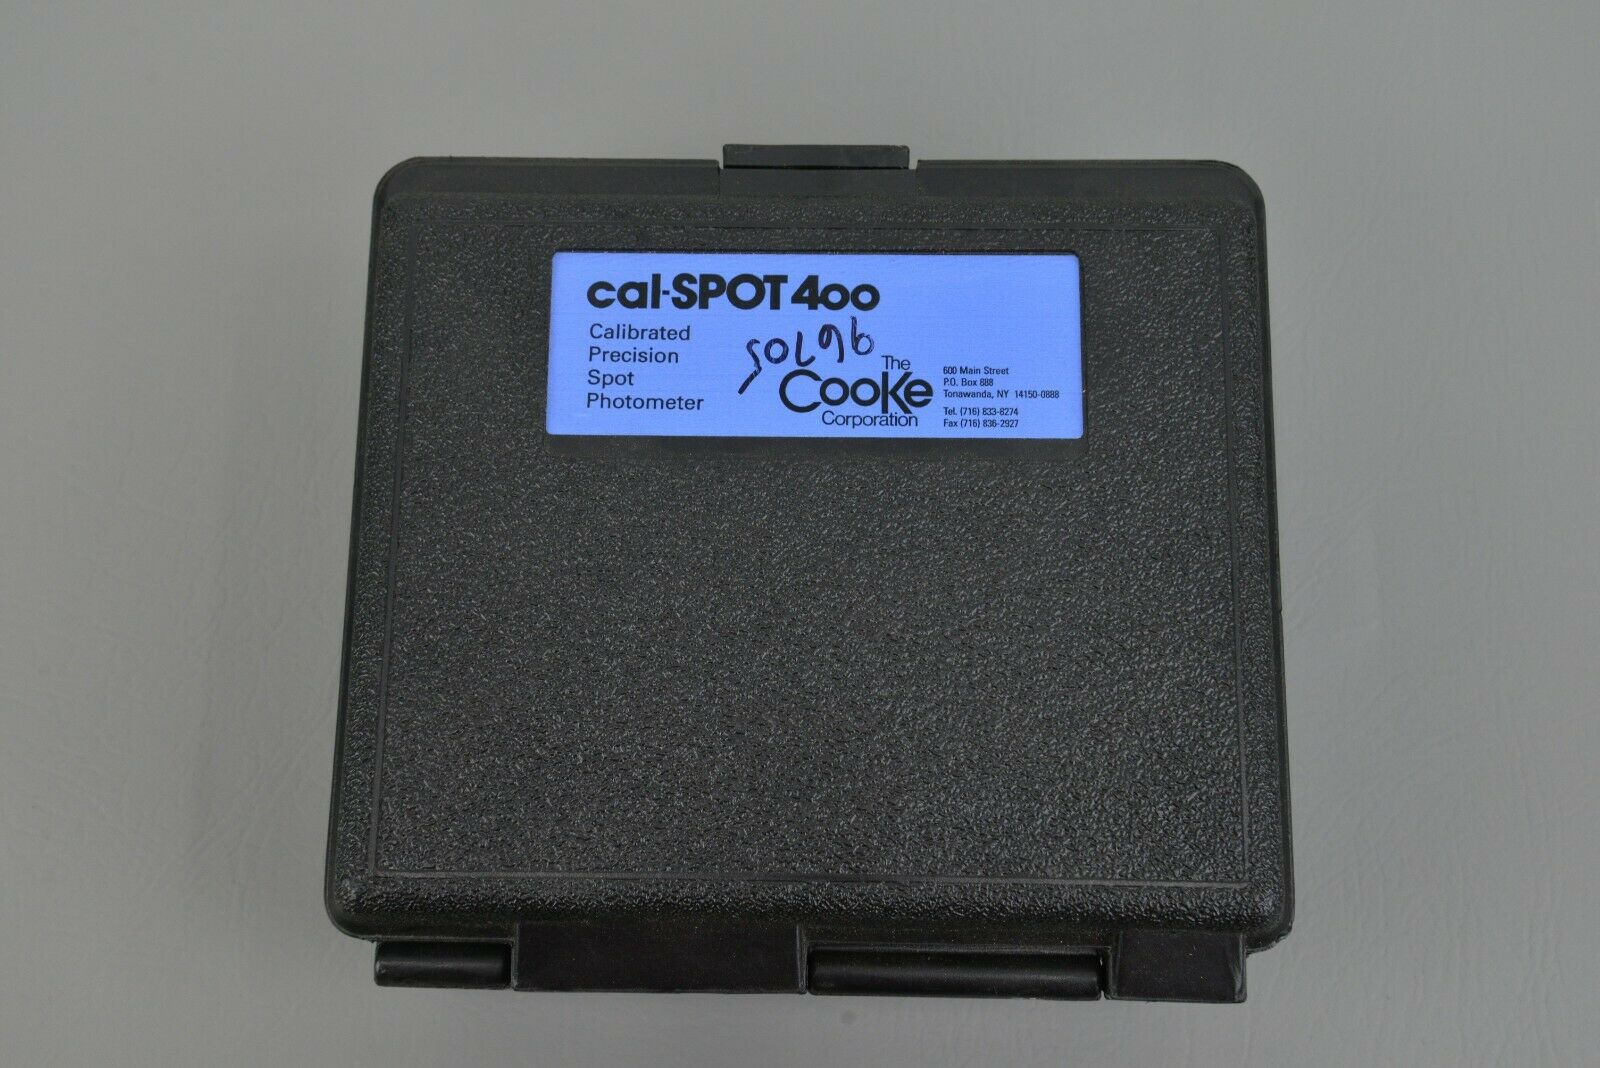 cal-SPOT 400
Calibrated
Precision
Spot
Photometer
The
Cooke
Corporation
600 Main Street
P.O. Box 888
Tonawanda, NY 14150-0888
Tel. (716) 833-8274
Fax (716) 836-2927